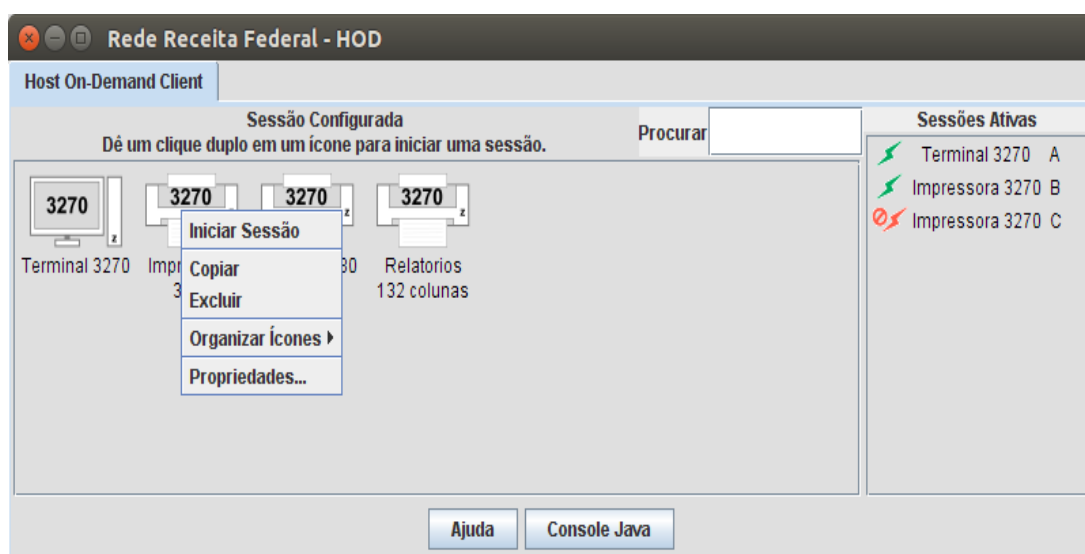 Rede Receita Federal - HOD
Host On-Demand Client
Sessão Configurada
Dê um clique duplo em um ícone para iniciar uma sessão.
Procurar
Sessões Ativas
Terminal 3270 A
Impressora 3270 B
Impressora 3270 C
3270
z
Terminal 3270
3270
3270
z
3270
z
Relatorios
132 colunas
Iniciar Sessão
Copiar
Excluir
Organizar Ícones
Propriedades...
Ajuda
Console Java